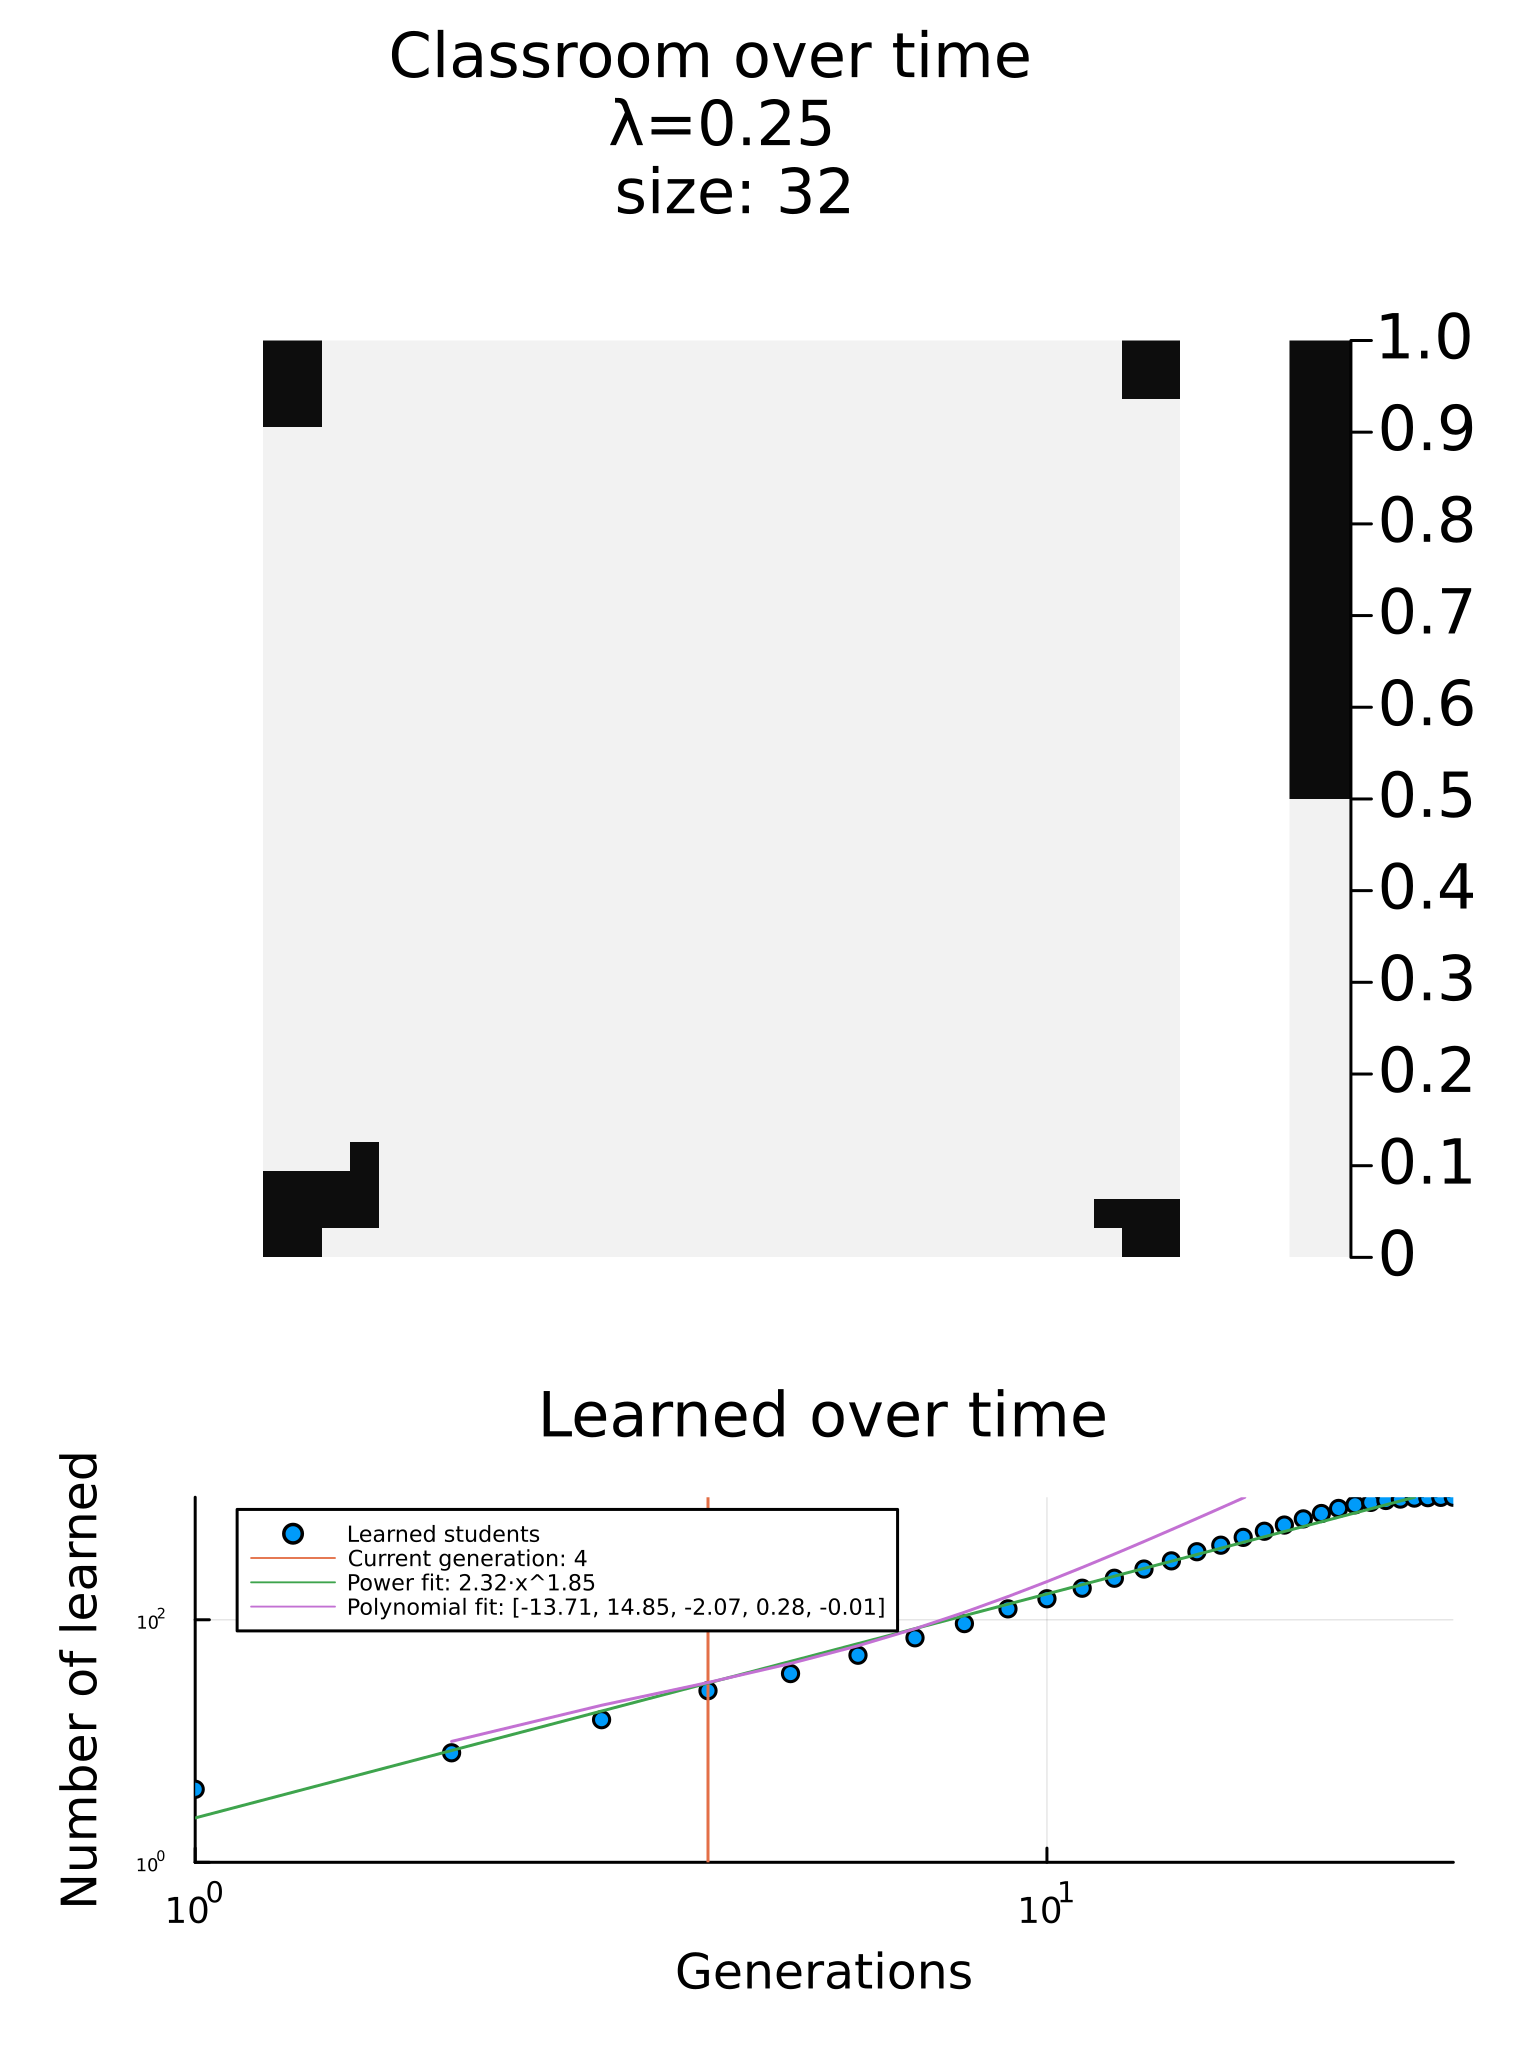 Classroom over time
λ=0.25
size: 32
1.0
0.9
0.8
0.7
0.6
0.5
0.4
0.3
0.2
0.1
0
Learned over time
Number of learned
Learned students
Current generation: 4
Power fit: 2.32·x^1.85
Polynomial fit: [-13.71, 14.85, -2.07, 0.28, -0.01]
10²
10⁰
10⁰
10¹
Generations